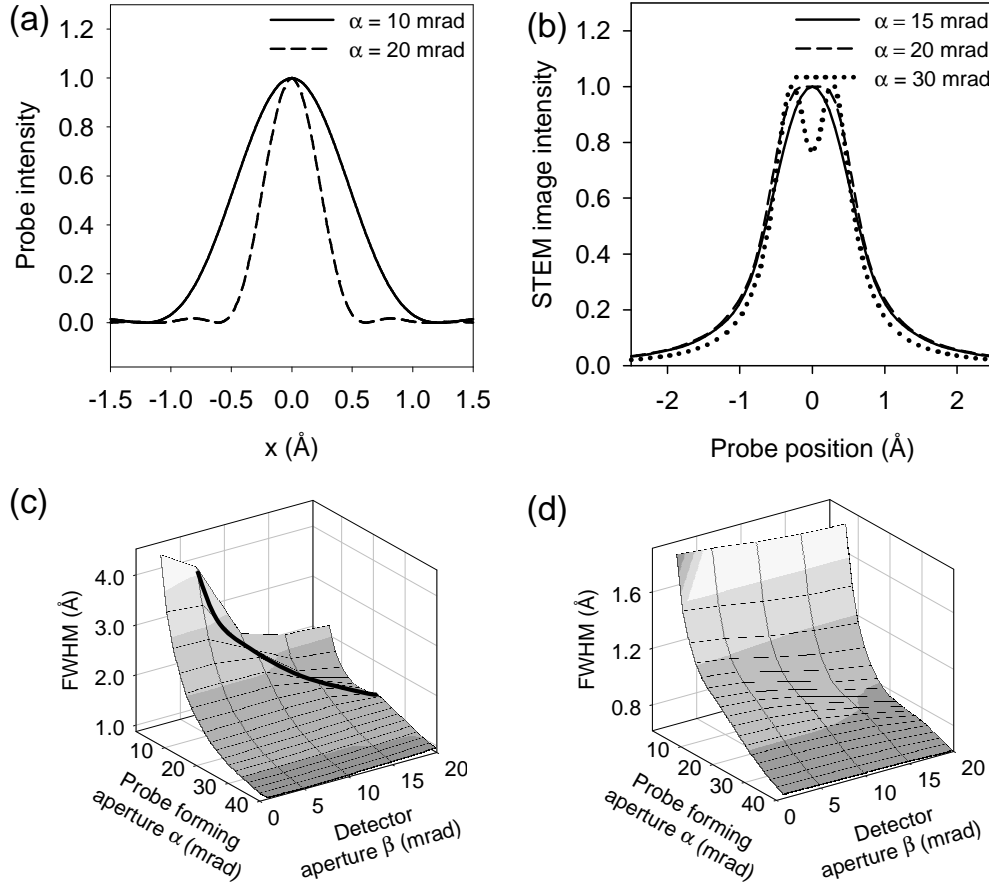 (a)
α = 10 mrad
α = 20 mrad
Probe intensity
1.2
1.0
0.8
0.6
0.4
0.2
0.0
-1.5 -1.0 -0.5 0.0 0.5 1.0 1.5
x (Å)
(b)
α = 15 mrad
α = 20 mrad
α = 30 mrad
STEM image intensity
1.2
1.0
0.8
0.6
0.4
0.2
0.0
-2 -1 0 1 2
Probe position (Å)
(c)
FWHM (Å)
4.0
3.0
2.0
1.0
10 20 30 40
Probe forming
aperture α (mrad)
0 5 10 15 20
Detector
aperture β (mrad)
(d)
FWHM (Å)
1.6
1.2
0.8
10 20 30 40
Probe forming
aperture α (mrad)
0 5 10 15 20
Detector
aperture β (mrad)